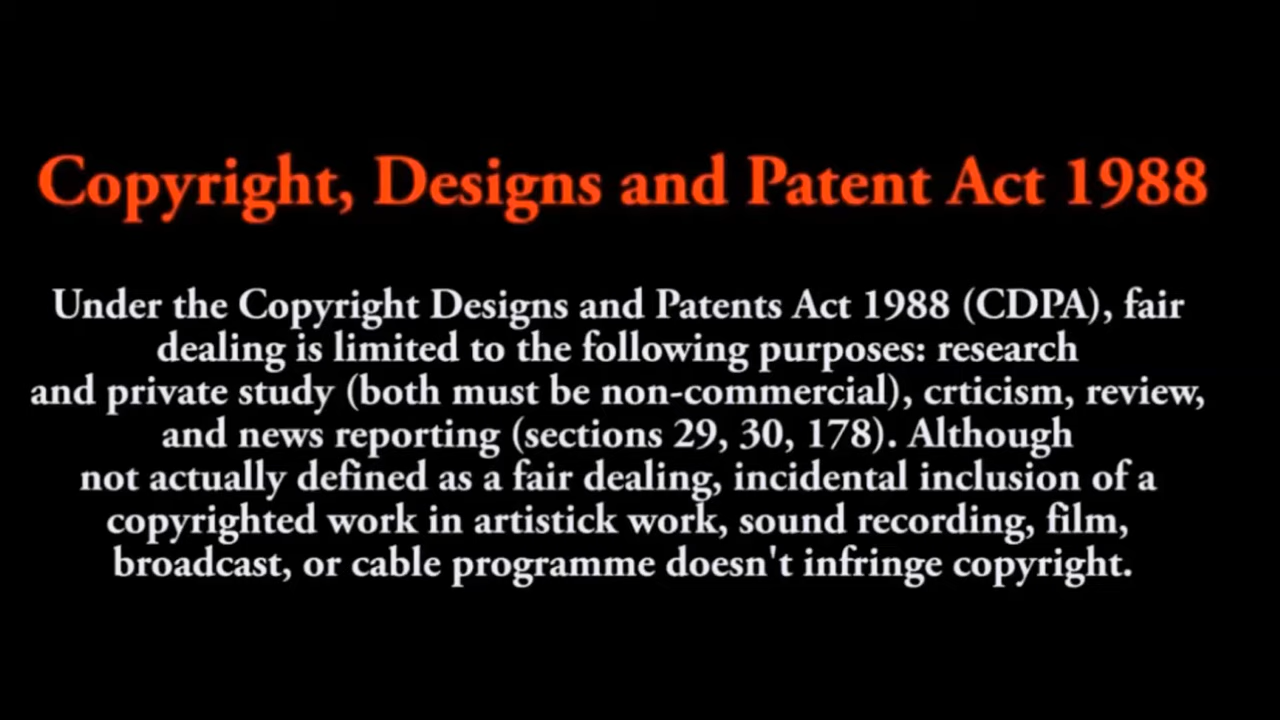 Copyright, Designs and Patent Act 1988
Under the Copyright Designs and Patents Act 1988 (CDPA), fair
dealing is limited to the following purposes: research
and private study (both must be non-commercial), crticism, review,
and news reporting (sections 29, 30, 178). Although
not actually defined as a fair dealing, incidental inclusion of a
copyrighted work in artistick work, sound recording, film,
broadcast, or cable programme doesn't infringe copyright.